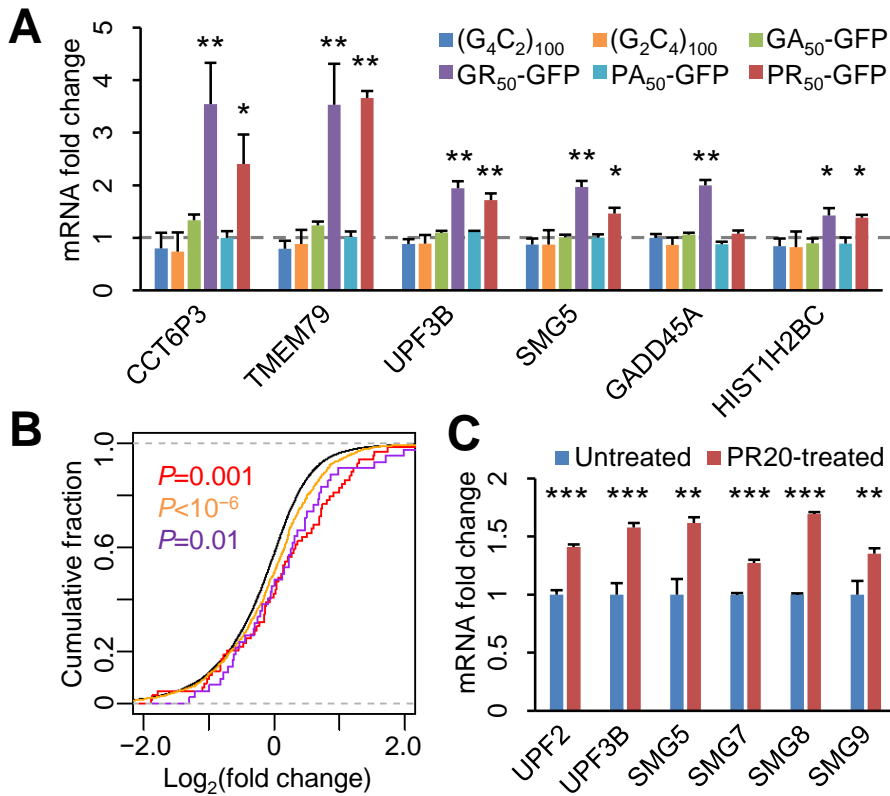 A
(G₄C₂)₁₀₀ (G₂C₄)₁₀₀ GA₅₀-GFP
GR₅₀-GFP PA₅₀-GFP PR₅₀-GFP
mRNA fold change
5
4
3
2
1
0
** * ** ** ** ** ** * ** * *
CCT6P3 TMEM79 UPF3B SMG5 GADD45A HIST1H2BC
B
P=0.001
P<10⁻⁶
P=0.01
Cumulative fraction
1.0
0.6
0.2
0
−2.0 0 2.0
Log₂(fold change)
C
Untreated PR20-treated
mRNA fold change
2
1.5
1
0.5
0
*** *** ** *** *** **
UPF2 UPF3B SMG5 SMG7 SMG8 SMG9